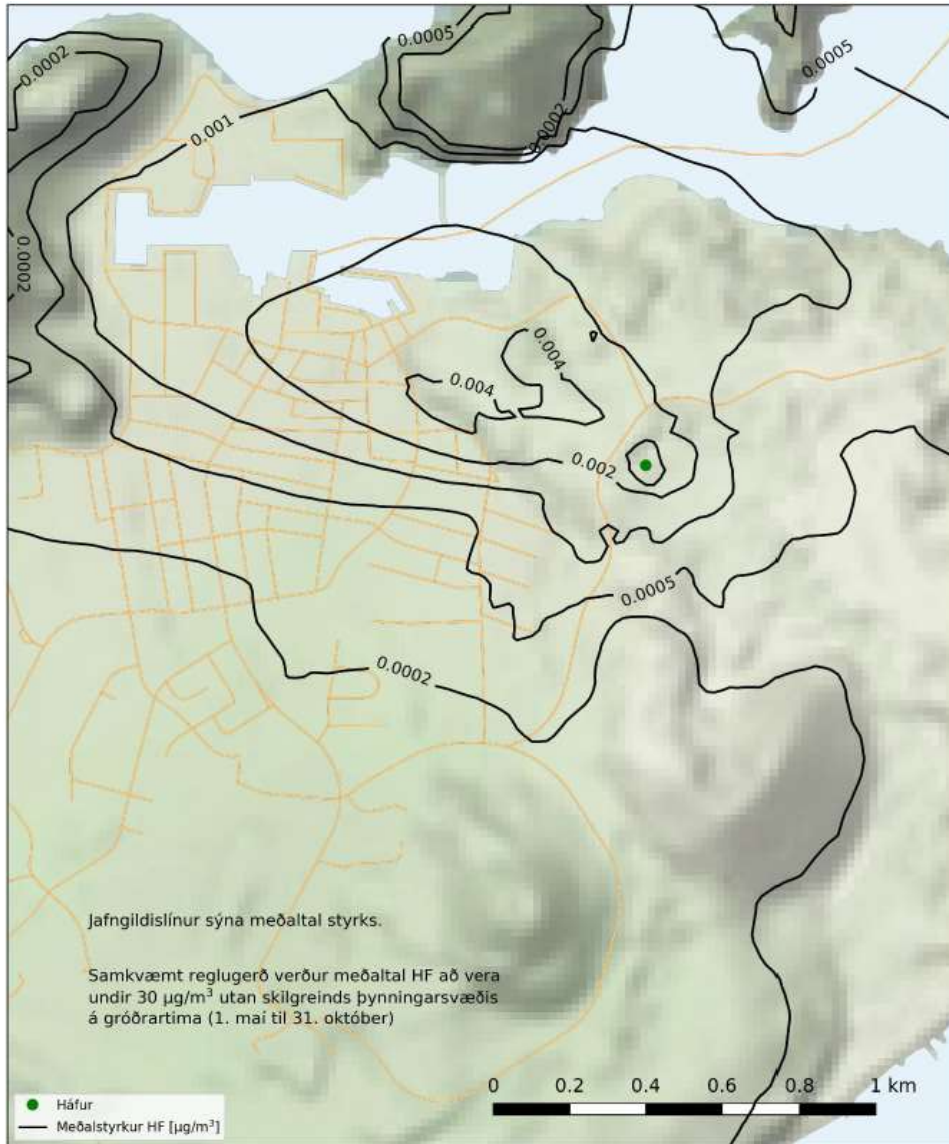 0.0005
0.0002
0.0005
0.001
0.0002
0.0002
0.004
0.004
0.002
0.0005
0.0002
Jafngildislínur sýna meðaltal styrks.
Samkvæmt reglugerð verður meðaltal HF að vera
undir 30 µg/m³ utan skilgreinds þynningarsvæðis
á gróðrartima (1. maí til 31. október)
0 0.2 0.4 0.6 0.8 1 km
Háfur
Meðalstyrkur HF [µg/m³]